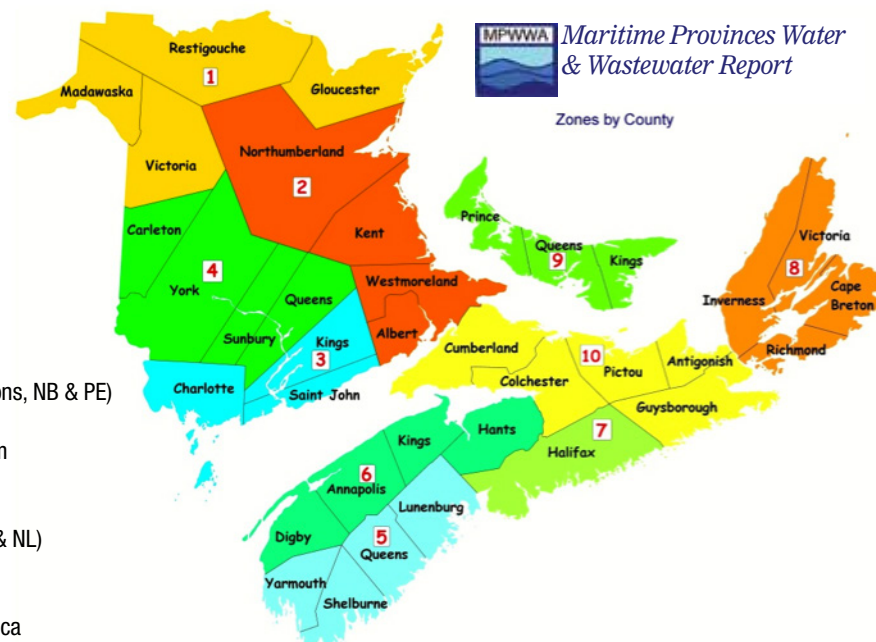 MPWWA
Maritime Provinces Water
& Wastewater Report
Zones by County
Restigouche
1
Madawaska
Gloucester
Victoria
Northumberland
2
Carleton
Kent
4
York
Queens
Westmoreland
Sunbury
Kings
Albert
3
Charlotte
Saint John
Prince
Queens
9
Kings
Victoria
8
Inverness
Cape
Breton
Richmond
Cumberland
10
Pictou
Antigonish
Colchester
Guysborough
7
Halifax
Kings
Hants
6
Annapolis
Lunenburg
Digby
5
Queens
Yarmouth
Shelburne
ons, NB & PE)
n
& NL)
ca